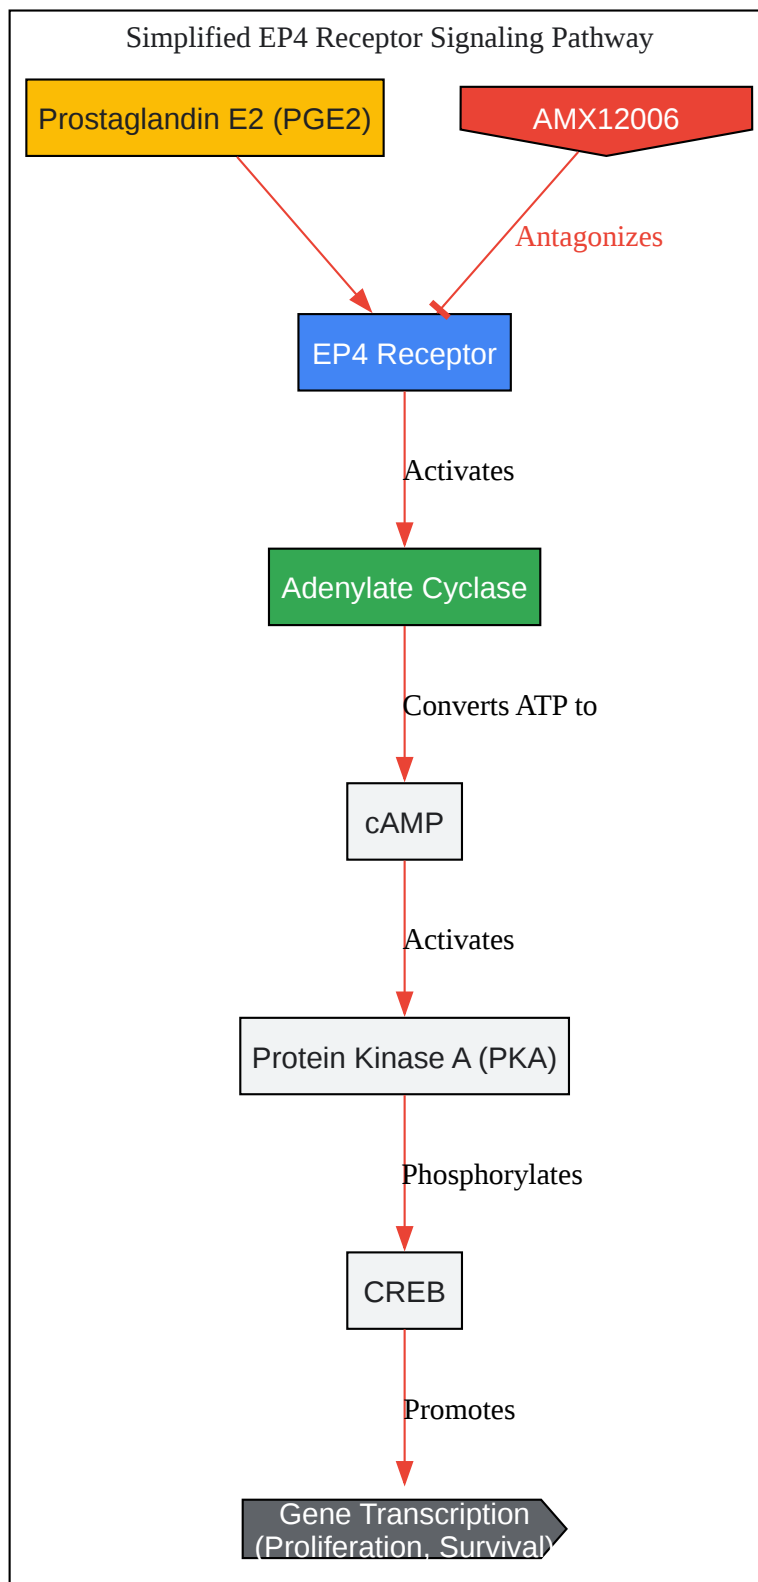 Simplified EP4 Receptor Signaling Pathway
Prostaglandin E2 (PGE2)
AMX12006
Antagonizes
EP4 Receptor
Activates
Adenylate Cyclase
Converts ATP to
cAMP
Activates
Protein Kinase A (PKA)
Phosphorylates
CREB
Promotes
Gene Transcription
(Proliferation, Survival)